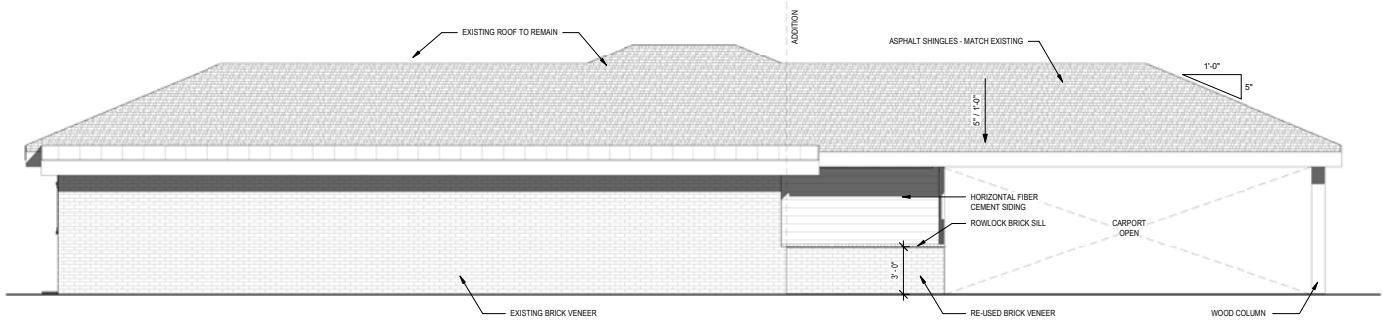 EXISTING ROOF TO REMAIN
ADDITION
ASPHALT SHINGLES - MATCH EXISTING
1'-0"
5"
5" / 1'-0"
HORIZONTAL FIBER
CEMENT SIDING
ROWLOCK BRICK SILL
CARPORT
OPEN
3' - 0"
EXISTING BRICK VENEER
RE-USED BRICK VENEER
WOOD COLUMN